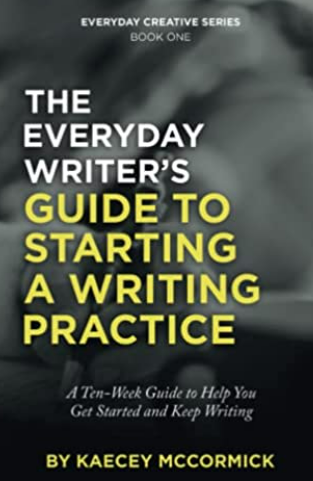 EVERYDAY CREATIVE SERIES
BOOK ONE
THE
EVERYDAY
WRITER'S
GUIDE TO
STARTING
A WRITING
PRACTICE
A Ten-Week Guide to Help You
Get Started and Keep Writing
BY KAECEY MCCORMICK